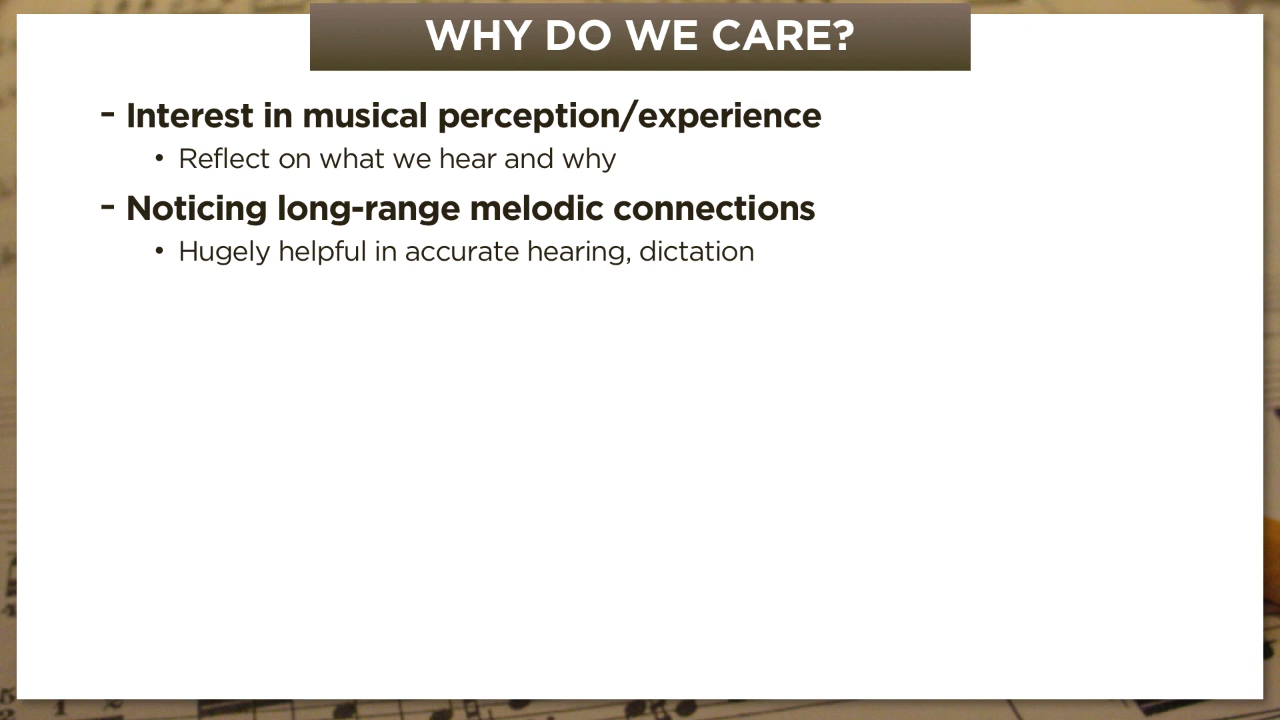 WHY DO WE CARE?
- Interest in musical perception/experience
• Reflect on what we hear and why
- Noticing long-range melodic connections
• Hugely helpful in accurate hearing, dictation